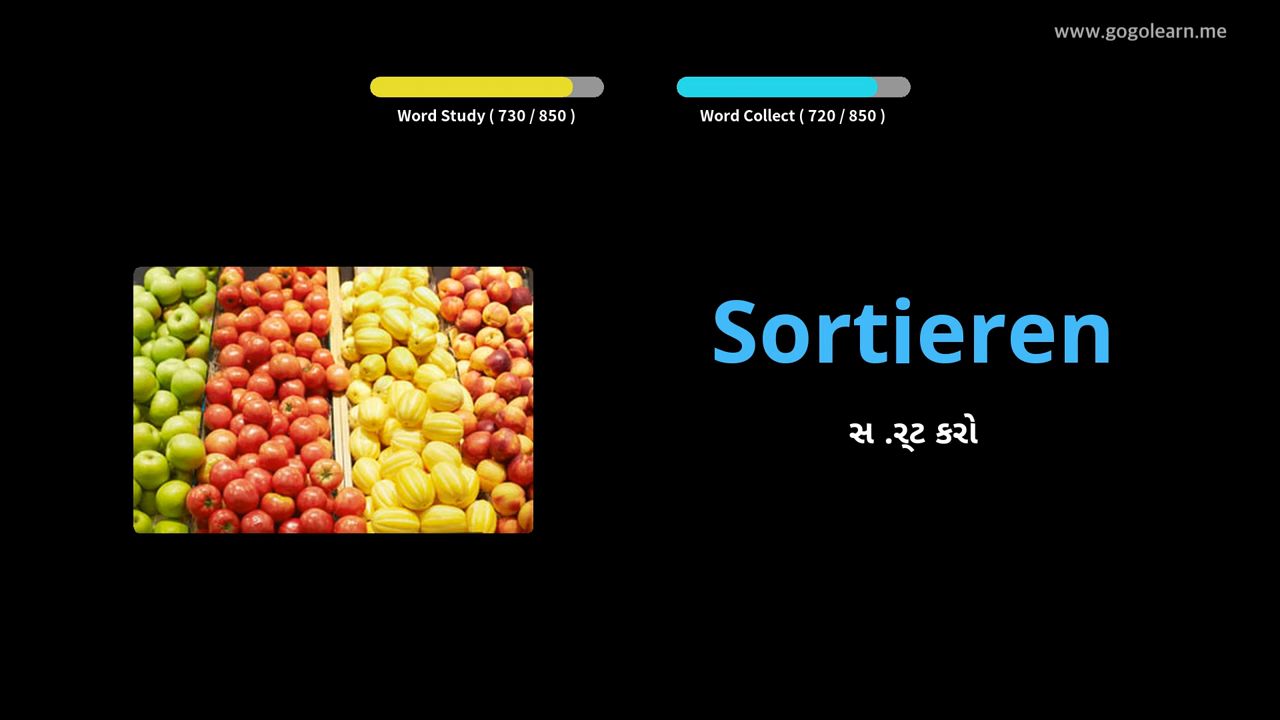 www.gogolearn.me
Word Study ( 730 / 850 )
Word Collect ( 720 / 850 )
Sortieren
સ .ર્ટ કરો